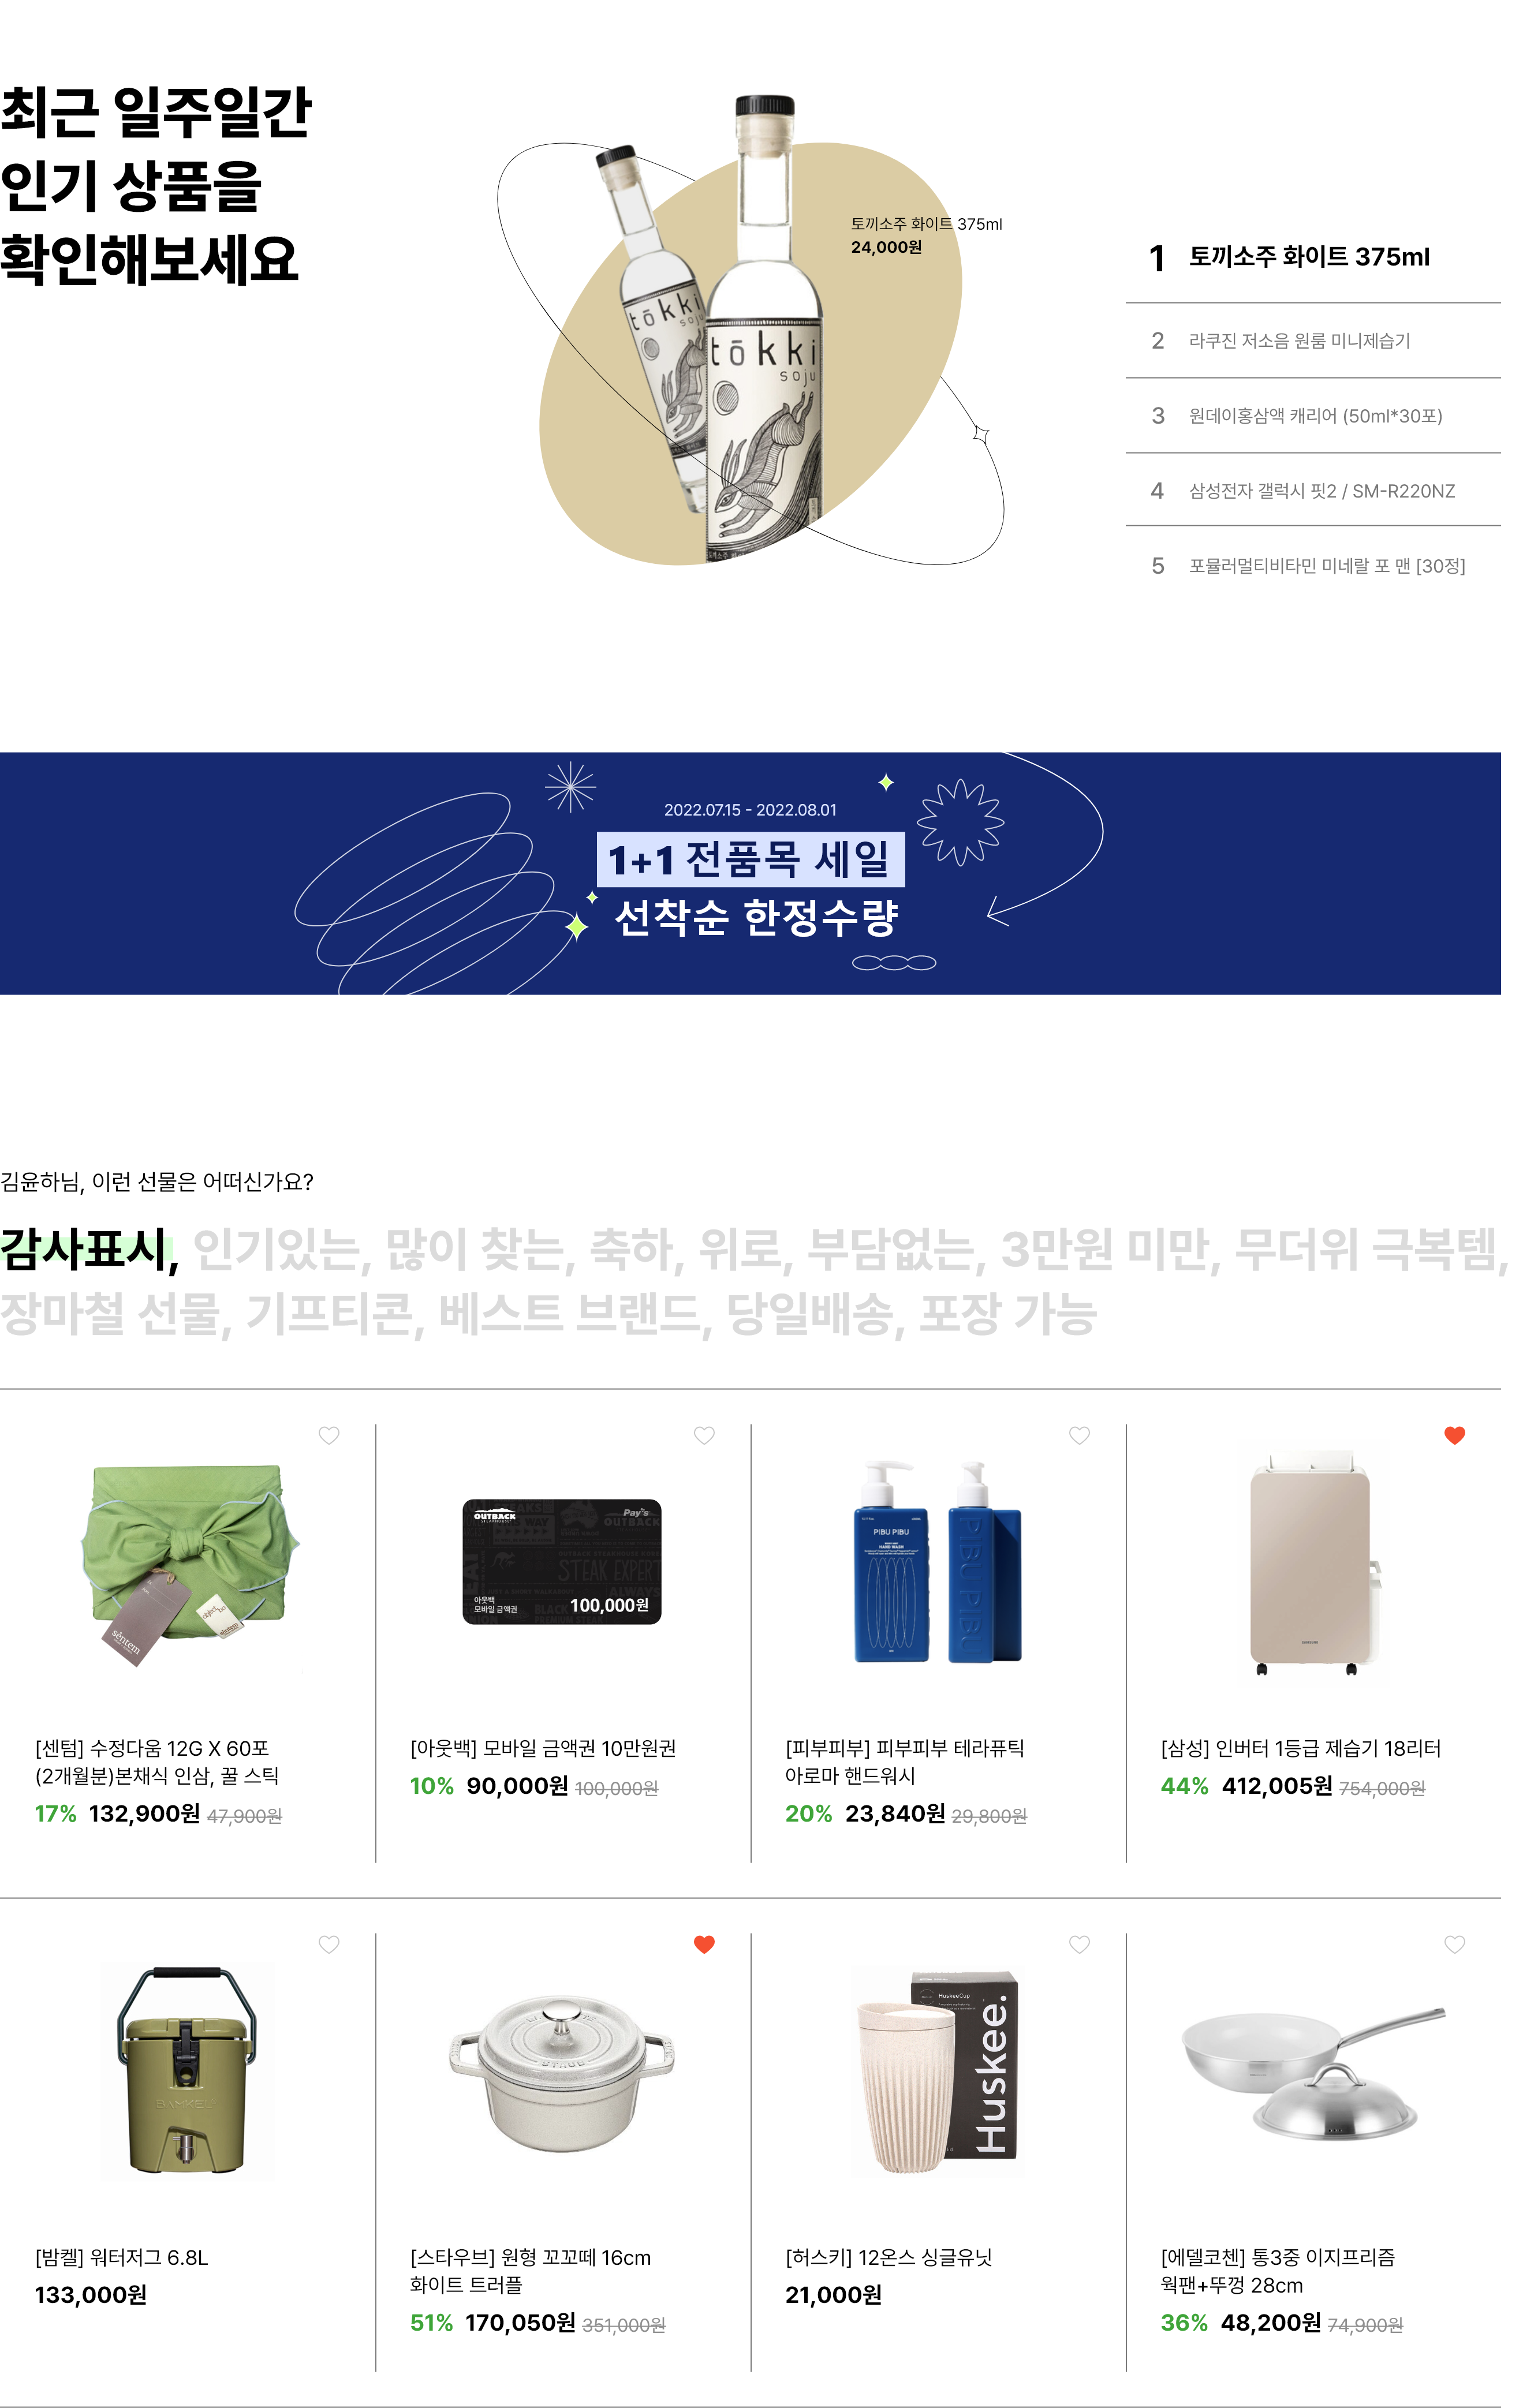 최근 일주일간
인기 상품을
확인해보세요
tōkki
soju
tōkki
soju
토끼소주 화이트 375ml
24,000원
1 토끼소주 화이트 375ml
2 라쿠진 저소음 원룸 미니제습기
3 원데이홍삼액 캐리어 (50ml*30포)
4 삼성전자 갤럭시 핏2 / SM-R220NZ
5 포뮬러멀티비타민 미네랄 포 맨 [30정]
2022.07.15 - 2022.08.01
1+1 전품목 세일
선착순 한정수량
김윤하님, 이런 선물은 어떠신가요?
감사표시, 인기있는, 많이 찾는, 축하, 위로, 부담없는, 3만원 미만, 무더위 극복템,
장마철 선물, 기프티콘, 베스트 브랜드, 당일배송, 포장 가능
sentem
OUTBACK
Pay's
OUTBACK
STEAK EXPERT
ALWAYS
아웃백
모바일 금액권
100,000원
PIBU PIBU
HAND WASH
PIBU PIBU
[센텀] 수정다움 12G X 60포
(2개월분)본채식 인삼, 꿀 스틱
17% 132,900원 47,900원
[아웃백] 모바일 금액권 10만원권
10% 90,000원 100,000원
[피부피부] 피부피부 테라퓨틱
아로마 핸드워시
20% 23,840원 29,800원
[삼성] 인버터 1등급 제습기 18리터
44% 412,005원 754,000원
BAMKEL
STAUB
HuskeeCup
Huskee.
[밤켈] 워터저그 6.8L
133,000원
[스타우브] 원형 꼬꼬떼 16cm
화이트 트러플
51% 170,050원 351,000원
[허스키] 12온스 싱글유닛
21,000원
[에델코첸] 통3중 이지프리즘
웍팬+뚜껑 28cm
36% 48,200원 74,900원